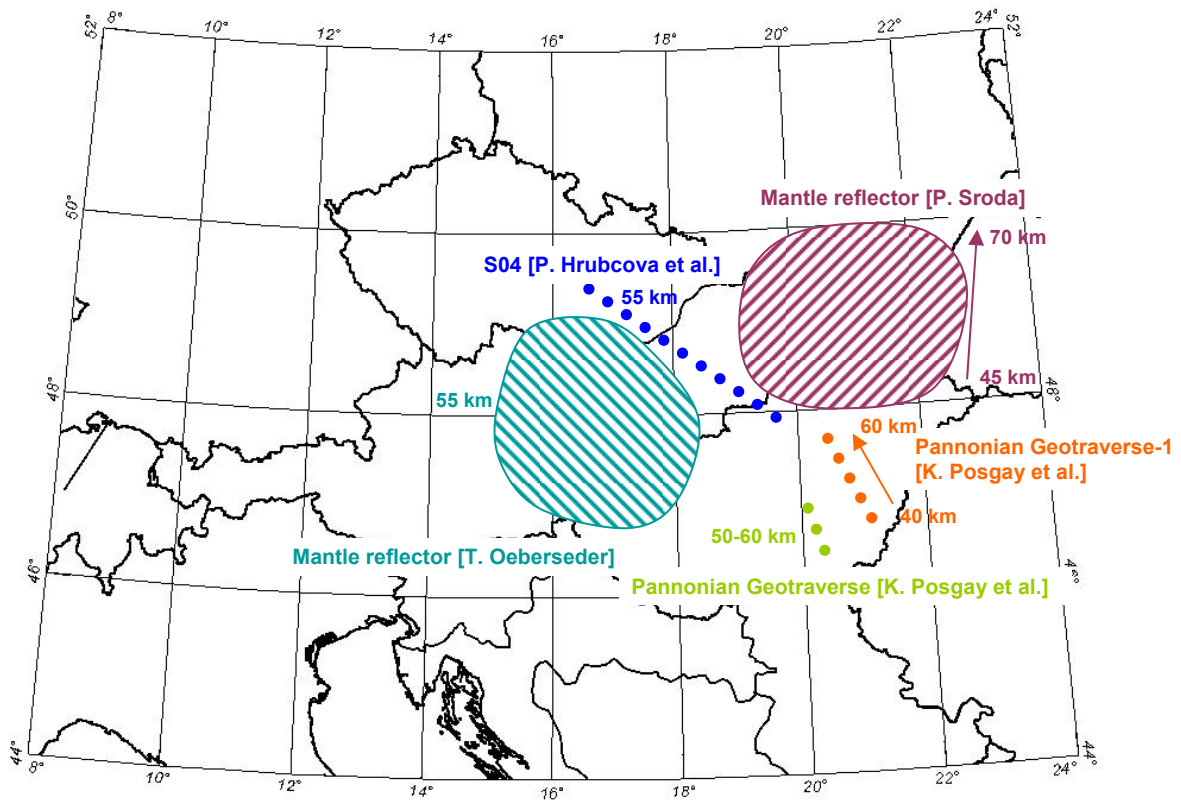 52° 8° 10° 12° 14° 16° 18° 20° 22° 24° 52°
50°
Mantle reflector [P. Sroda]
70 km
S04 [P. Hrubcova et al.]
55 km
45 km
48°
55 km
48°
60 km
Pannonian Geotraverse-1
[K. Posgay et al.]
40 km
50-60 km
Mantle reflector [T. Oeberseder]
46°
Pannonian Geotraverse [K. Posgay et al.]
44°
8° 10° 12° 14° 16° 18° 20° 22° 24°
44°